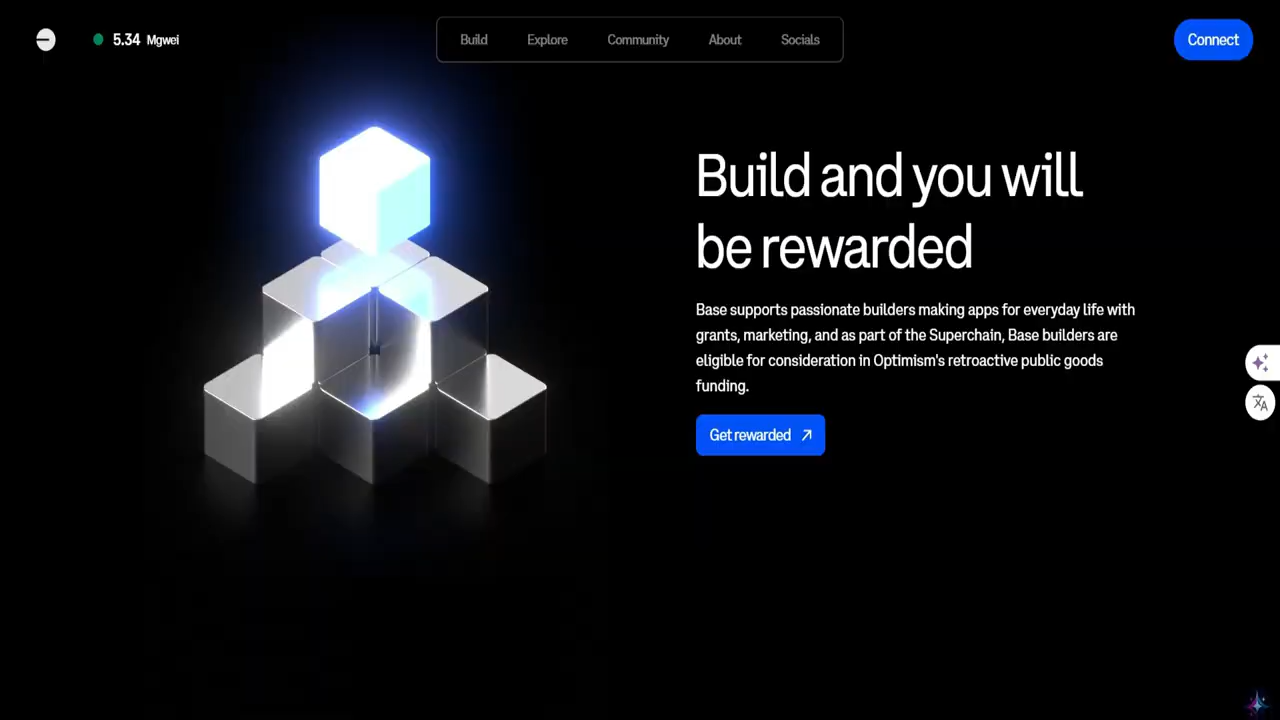 5.34 Mgwei
Build Explore Community About Socials
Connect
Build and you will
be rewarded
Base supports passionate builders making apps for everyday life with
grants, marketing, and as part of the Superchain, Base builders are
eligible for consideration in Optimism's retroactive public goods
funding.
Get rewarded